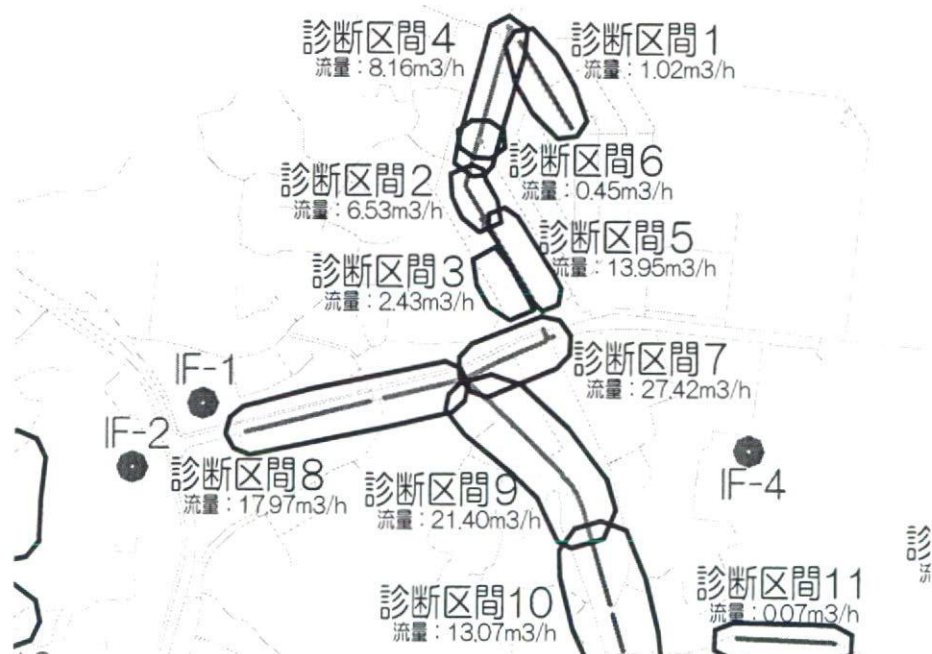 診断区間4
流量：8.16m3/h
診断区間1
流量：1.02m3/h
診断区間6
流量：0.45m3/h
診断区間2
流量：6.53m3/h
診断区間5
流量：13.95m3/h
診断区間3
流量：2.43m3/h
診断区間7
流量：27.42m3/h
IF-1
IF-2
診断区間8
流量：17.97m3/h
診断区間9
流量：21.40m3/h
IF-4
診断区間10
流量：13.07m3/h
診断区間11
流量：0.07m3/h
診